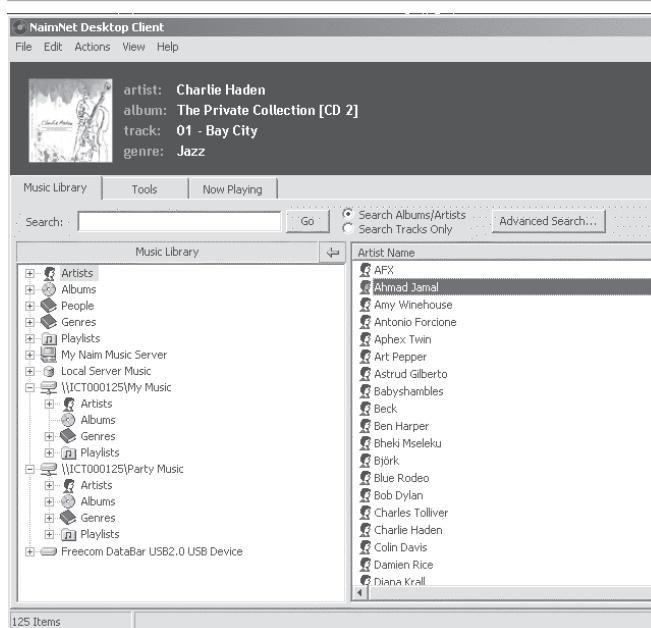 NaimNet Desktop Client
File Edit Actions View Help
artist: Charlie Haden
album: The Private Collection [CD 2]
track: 01 - Bay City
genre: Jazz
Music Library Tools Now Playing
Search: Go Search Albums/Artists Advanced Search...
Search Tracks Only
Music Library
Artists
Albums
People
Genres
Playlists
My Naim Music Server
Local Server Music
\\ICT000125\My Music
Artists
Albums
Genres
Playlists
\\ICT000125\Party Music
Artists
Albums
Genres
Playlists
Freecom DataBar USB2.0 USB Device
Artist Name
AFX
Ahmad Jamal
Amy Winehouse
Antonio Forcione
Aphex Twin
Art Pepper
Astrud Gilberto
Babyshambles
Beck
Ben Harper
Bheki Mseleku
Björk
Blue Rodeo
Bob Dylan
Charles Tolliver
Charlie Haden
Colin Davis
Damien Rice
Diana Krall
125 Items